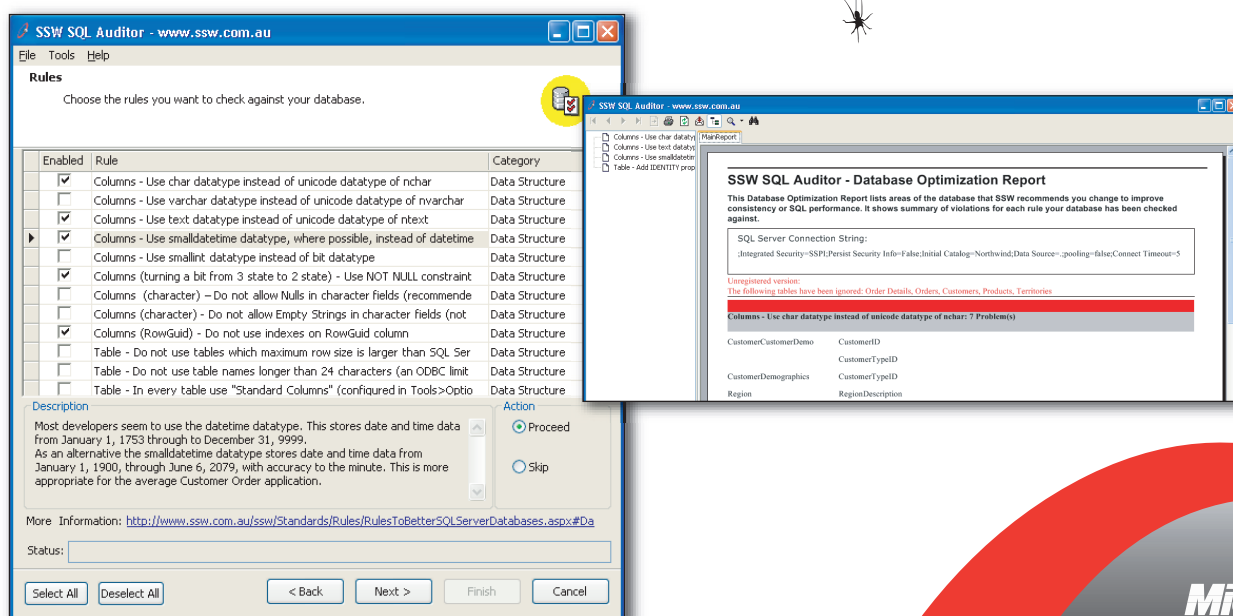 SSW SQL Auditor - www.ssw.com.au
File Tools Help
Rules
Choose the rules you want to check against your database.
Enabled Rule Category
Columns - Use char datatype instead of unicode datatype of nchar Data Structure
Columns - Use varchar datatype instead of unicode datatype of nvarchar Data Structure
Columns - Use text datatype instead of unicode datatype of ntext Data Structure
Columns - Use smalldatetime datatype, where possible, instead of datetime Data Structure
Columns - Use smallint datatype instead of bit datatype Data Structure
Columns (turning a bit from 3 state to 2 state) - Use NOT NULL constraint Data Structure
Columns (character) – Do not allow Nulls in character fields (recommende Data Structure
Columns (character) - Do not allow Empty Strings in character fields (not Data Structure
Columns (RowGuid) - Do not use indexes on RowGuid column Data Structure
Table - Do not use tables which maximum row size is larger than SQL Ser Data Structure
Table - Do not use table names longer than 24 characters (an ODBC limit Data Structure
Table - In every table use "Standard Columns" (configured in Tools>Optio Data Structure
Description
Most developers seem to use the datetime datatype. This stores date and time data
from January 1, 1753 through to December 31, 9999.
As an alternative the smalldatetime datatype stores date and time data from
January 1, 1900, through June 6, 2079, with accuracy to the minute. This is more
appropriate for the average Customer Order application.
Action
Proceed
Skip
More Information: http://www.ssw.com.au/ssw/Standards/Rules/RulesToBetterSQLServerDatabases.aspx#Da
Status:
Select All Deselect All < Back Next > Finish Cancel
SSW SQL Auditor - www.ssw.com.au
Columns - Use char dataty
Columns - Use text dataty
Columns - Use smalldatetim
Table - Add IDENTITY prop
MainReport
SSW SQL Auditor - Database Optimization Report
This Database Optimization Report lists areas of the database that SSW recommends you change to improve
consistency or SQL performance. It shows summary of violations for each rule your database has been checked
against.
SQL Server Connection String:
;Integrated Security=SSPI;Persist Security Info=False;Initial Catalog=Northwind;Data Source=.;pooling=false;Connect Timeout=5
Unregistered version:
The following tables have been ignored: Order Details, Orders, Customers, Products, Territories
Columns - Use char datatype instead of unicode datatype of nchar: 7 Problem(s)
CustomerCustomerDemo CustomerID
CustomerTypeID
CustomerDemographics CustomerTypeID
Region RegionDescription
Mi